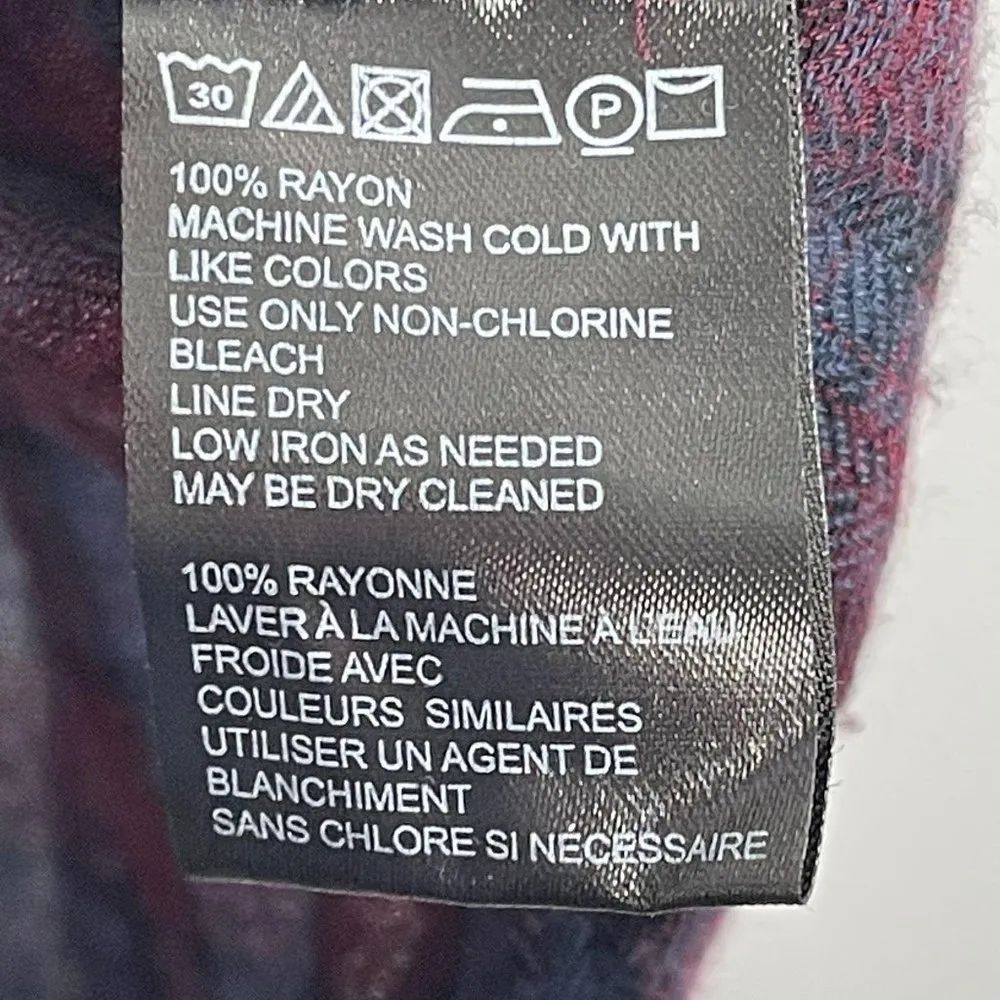 30 P
100% RAYON
MACHINE WASH COLD WITH
LIKE COLORS
USE ONLY NON-CHLORINE
BLEACH
LINE DRY
LOW IRON AS NEEDED
MAY BE DRY CLEANED
100% RAYONNE
LAVER À LA MACHINE À L'EAU
FROIDE AVEC
COULEURS SIMILAIRES
UTILISER UN AGENT DE
BLANCHIMENT
SANS CHLORE SI NÉCESSAIRE